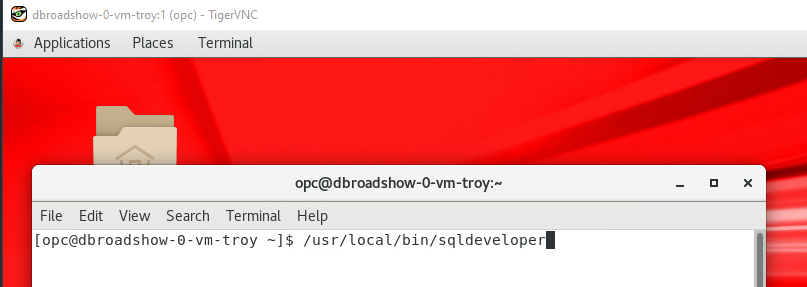 dbroadshow-0-vm-troy:1 (opc) - TigerVNC
Applications Places Terminal
opc@dbroadshow-0-vm-troy:~
File Edit View Search Terminal Help
[opc@dbroadshow-0-vm-troy ~]$ /usr/local/bin/sqldeveloper